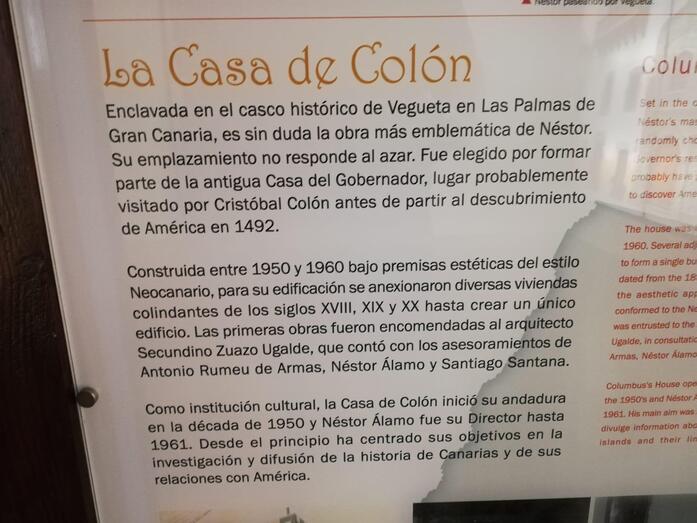 Néstor paseando por Vegueta.
La Casa de Colón
Enclavada en el casco histórico de Vegueta en Las Palmas de
Gran Canaria, es sin duda la obra más emblemática de Néstor.
Su emplazamiento no responde al azar. Fue elegido por formar
parte de la antigua Casa del Gobernador, lugar probablemente
visitado por Cristóbal Colón antes de partir al descubrimiento
de América en 1492.
Construida entre 1950 y 1960 bajo premisas estéticas del estilo
Neocanario, para su edificación se anexionaron diversas viviendas
colindantes de los siglos XVIII, XIX y XX hasta crear un único
edificio. Las primeras obras fueron encomendadas al arquitecto
Secundino Zuazo Ugalde, que contó con los asesoramientos de
Antonio Rumeu de Armas, Néstor Álamo y Santiago Santana.
Como institución cultural, la Casa de Colón inició su andadura
en la década de 1950 y Néstor Álamo fue su Director hasta
1961. Desde el principio ha centrado sus objetivos en la
investigación y difusión de la historia de Canarias y de sus
relaciones con América.
Set in the
Néstor's
randomly
Governor's
probably have
to discover
The house was
1960. Several
to form a single
dated from the
the aesthetic
conformed to the
was entrusted to the
Ugalde, in
Armas, Néstor Álamo
Columbus's House
the 1950's and Néstor
1961. His main aim was
divulge information
islands and their